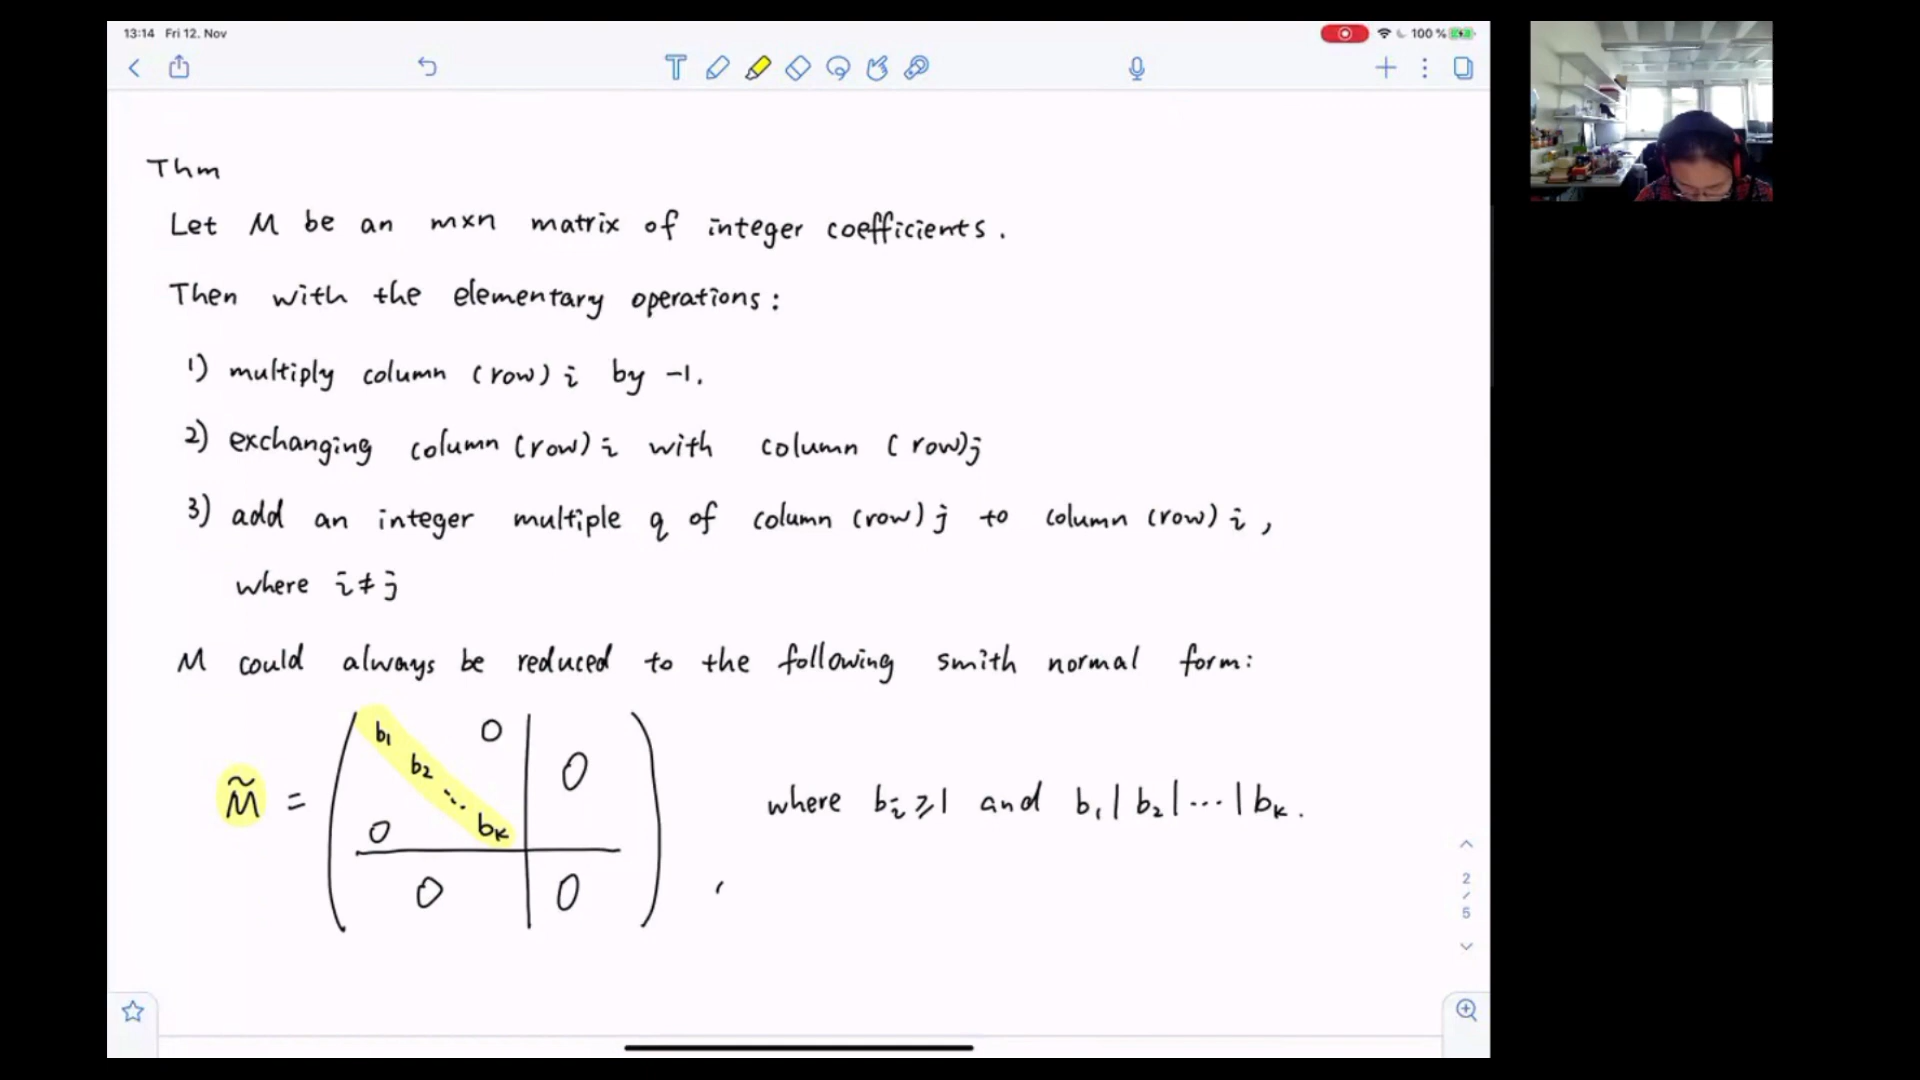 13:14 Fri 12. Nov
100 %
Thm
Let M be an m×n matrix of integer coefficients.
Then with the elementary operations:
1) multiply column (row) i by -1.
2) exchanging column (row) i with column (row) j
3) add an integer multiple q of column (row) j to column (row) i,
where i ≠ j
M could always be reduced to the following smith normal form:
b₁ 0
b₂ 0
M̃ = ⋱ where bᵢ ⩾ 1 and b₁ | b₂ | ... | bₖ.
0 bₖ
0 0 ,
2
/
5